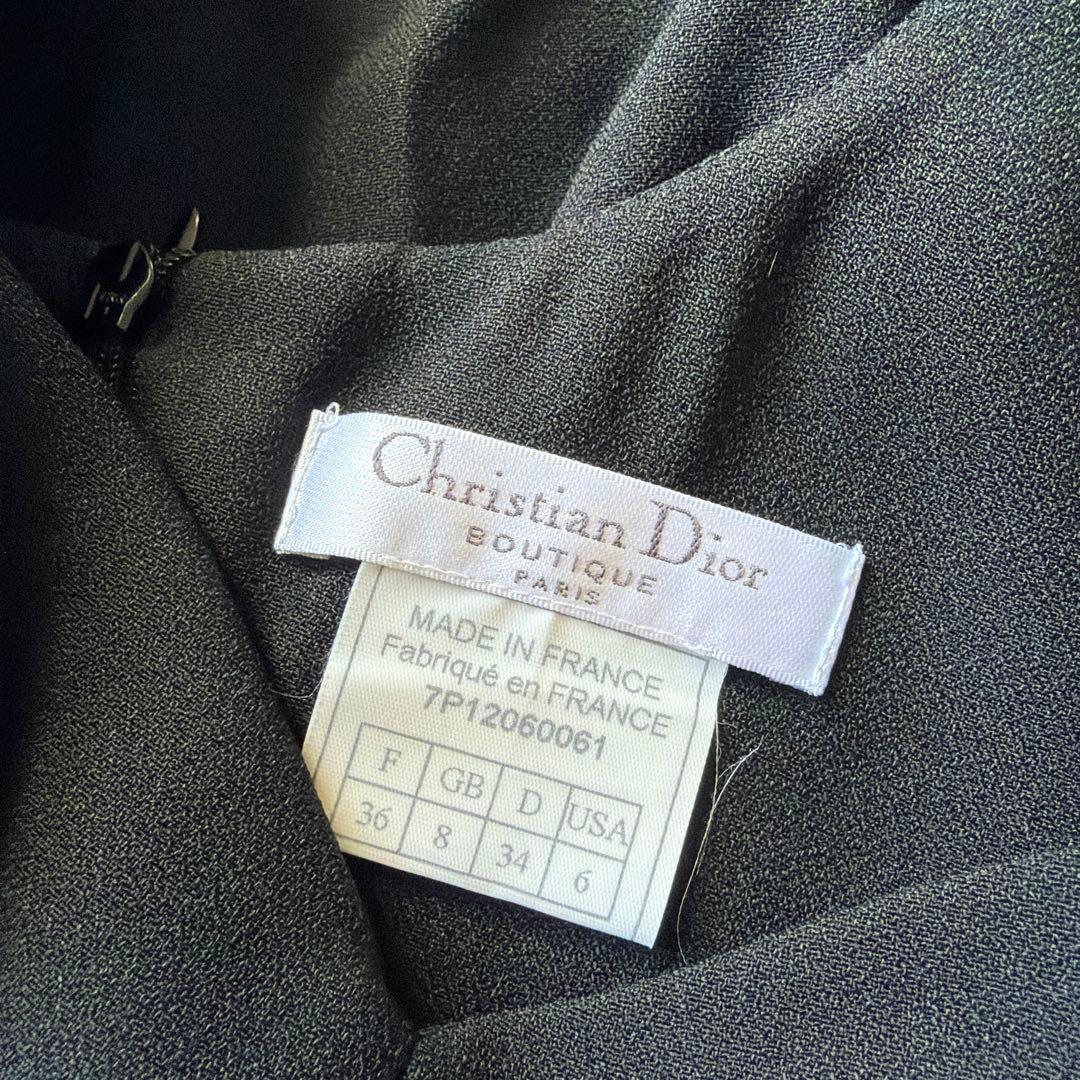 Christian Dior
BOUTIQUE
PARIS
MADE IN FRANCE
Fabriqué en FRANCE
7P12060061
F GB D USA
36 8 34 6